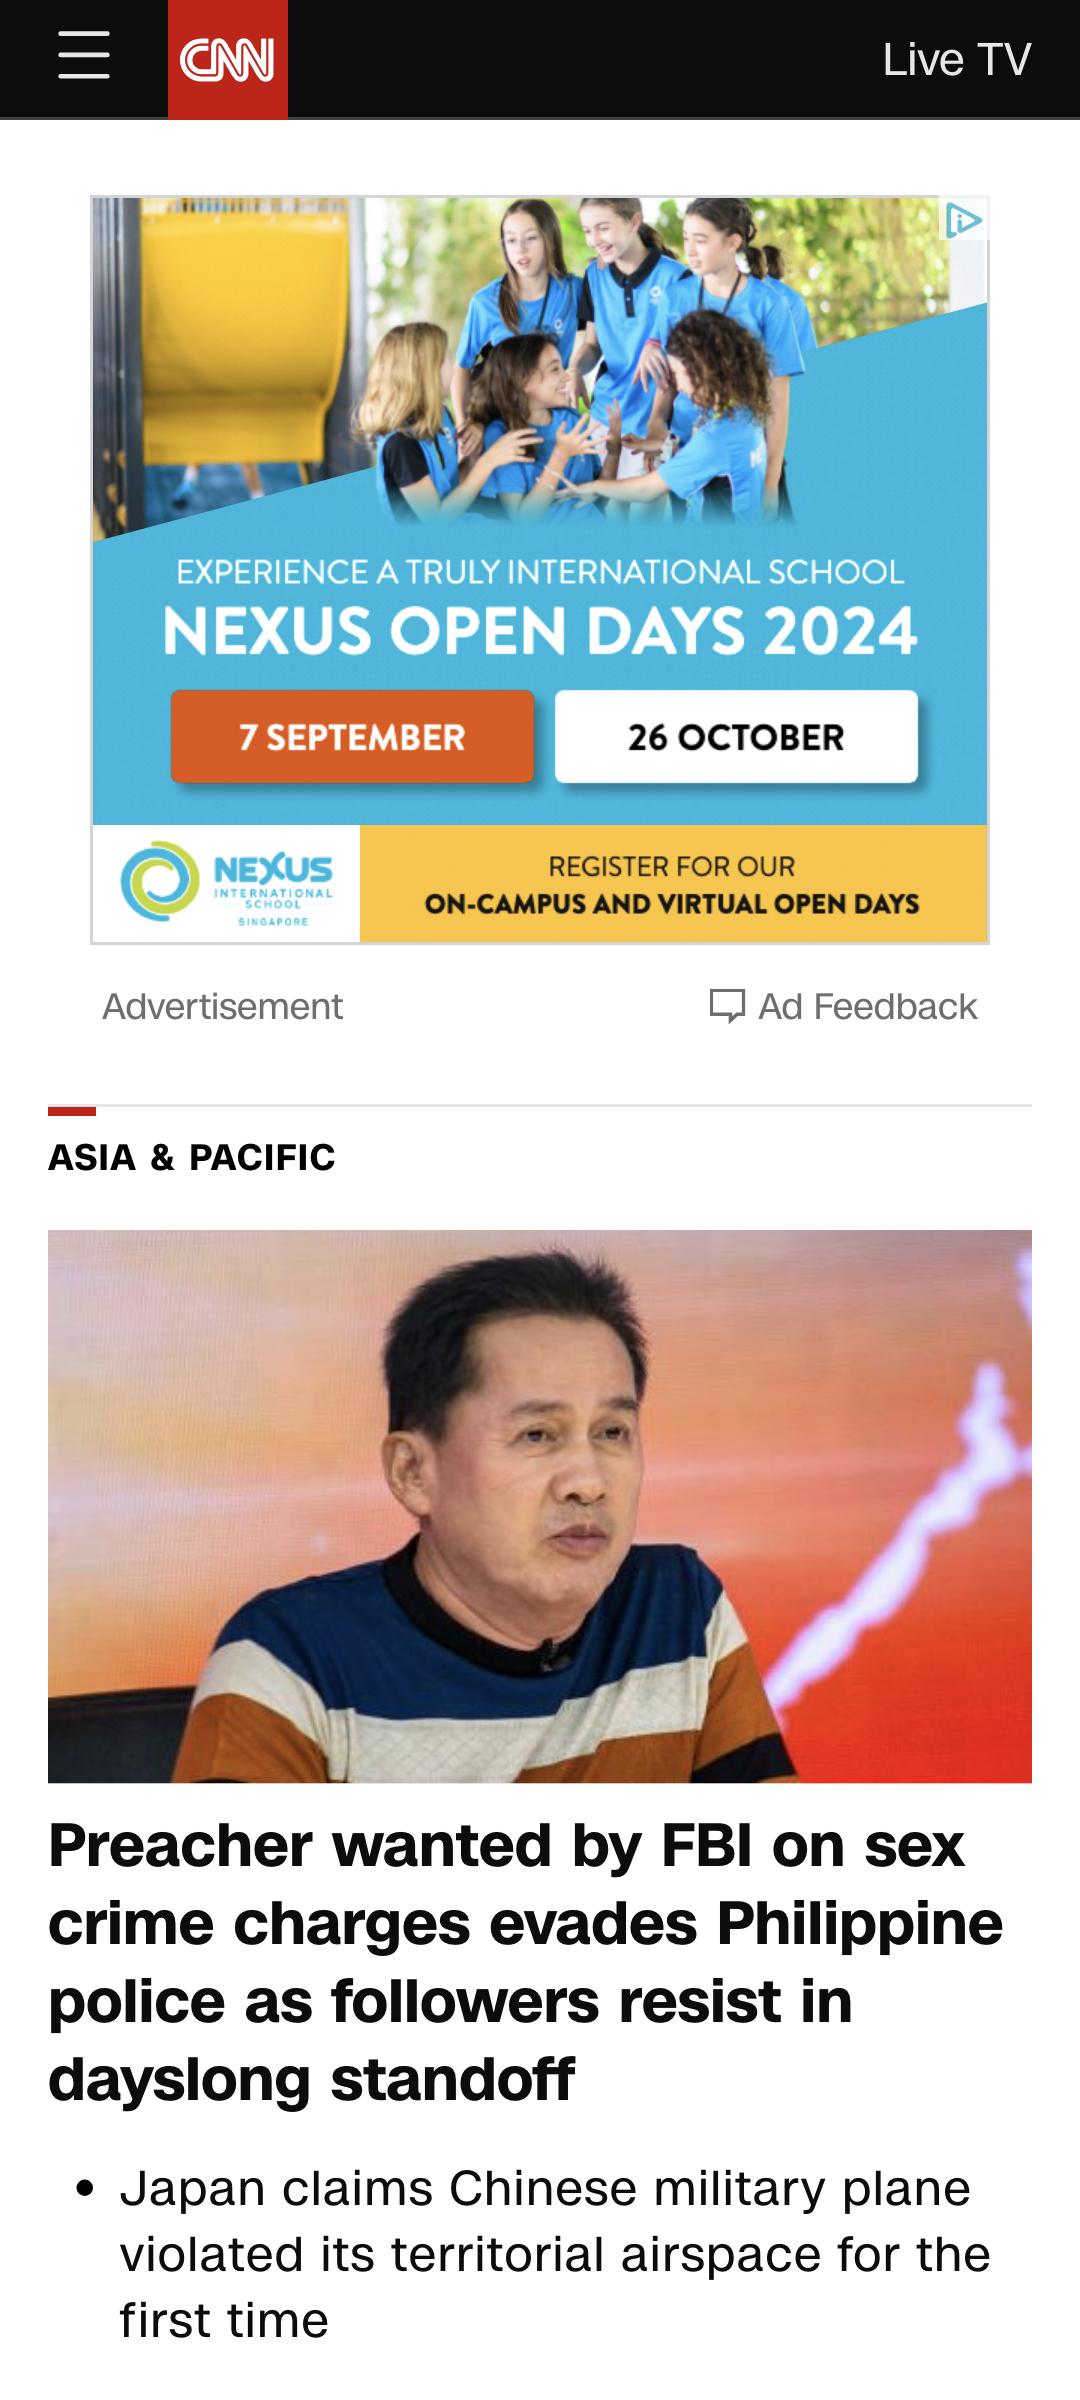 CNN
Live TV
EXPERIENCE A TRULY INTERNATIONAL SCHOOL
NEXUS OPEN DAYS 2024
7 SEPTEMBER
26 OCTOBER
NEXUS
INTERNATIONAL
SCHOOL
SINGAPORE
REGISTER FOR OUR
ON-CAMPUS AND VIRTUAL OPEN DAYS
Advertisement
Ad Feedback
ASIA & PACIFIC
Preacher wanted by FBI on sex
crime charges evades Philippine
police as followers resist in
dayslong standoff
• Japan claims Chinese military plane
violated its territorial airspace for the
first time